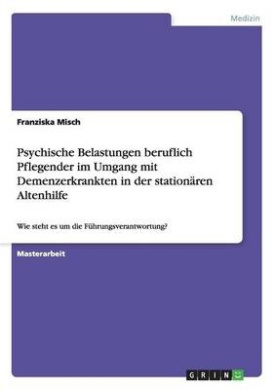 Medizin
Franziska Misch
Psychische Belastungen beruflich
Pflegender im Umgang mit
Demenzerkrankten in der stationären
Altenhilfe
Wie steht es um die Führungsverantwortung?
Masterarbeit
GRIN